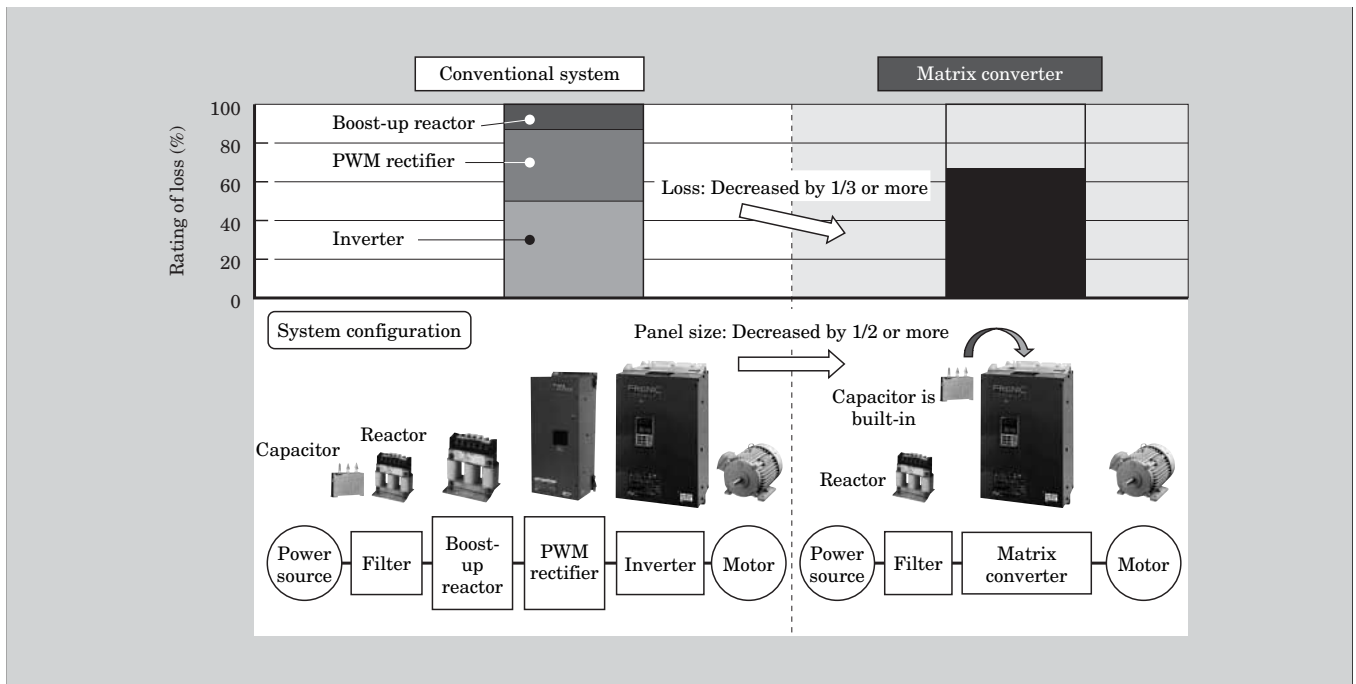 Conventional system
Matrix converter
Rating of loss (%)
100
80
60
40
20
0
Boost-up reactor
PWM rectifier
Inverter
Loss: Decreased by 1/3 or more
System configuration
Panel size: Decreased by 1/2 or more
Capacitor is
built-in
Capacitor
Reactor
Reactor
FRENIC
FRENIC
Power
source
Filter
Boost-
up
reactor
PWM
rectifier
Inverter
Motor
Power
source
Filter
Matrix
converter
Motor